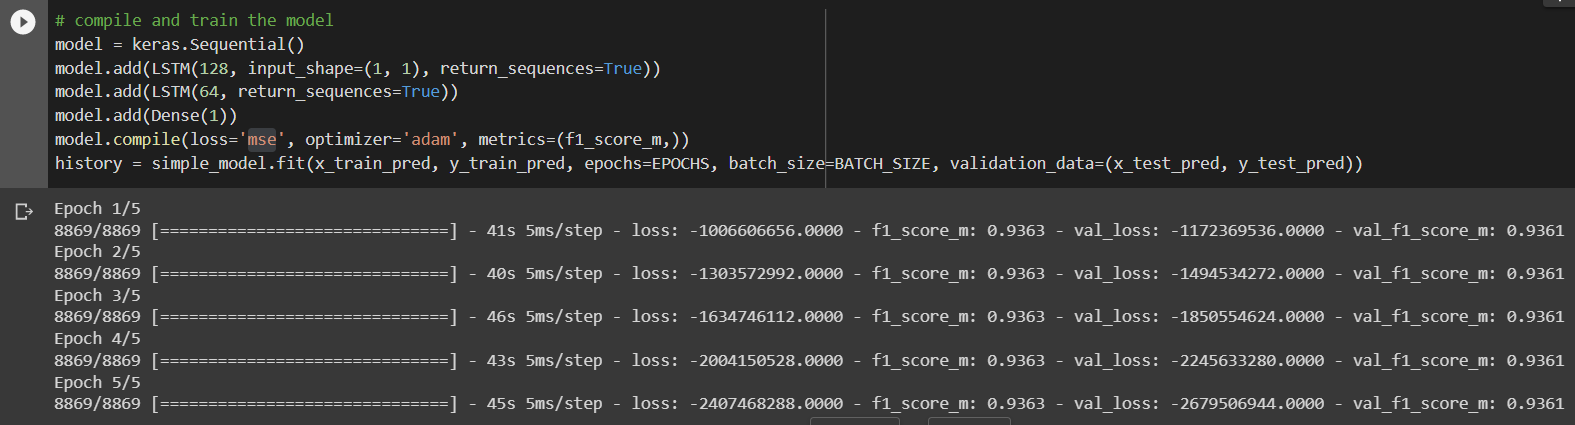 # compile and train the model
model = keras.Sequential()
model.add(LSTM(128, input_shape=(1, 1), return_sequences=True))
model.add(LSTM(64, return_sequences=True))
model.add(Dense(1))
model.compile(loss='mse', optimizer='adam', metrics=(f1_score_m,))
history = simple_model.fit(x_train_pred, y_train_pred, epochs=EPOCHS, batch_size=BATCH_SIZE, validation_data=(x_test_pred, y_test_pred))
Epoch 1/5
8869/8869 [==============================] - 41s 5ms/step - loss: -1006606656.0000 - f1_score_m: 0.9363 - val_loss: -1172369536.0000 - val_f1_score_m: 0.9361
Epoch 2/5
8869/8869 [==============================] - 40s 5ms/step - loss: -1303572992.0000 - f1_score_m: 0.9363 - val_loss: -1494534272.0000 - val_f1_score_m: 0.9361
Epoch 3/5
8869/8869 [==============================] - 46s 5ms/step - loss: -1634746112.0000 - f1_score_m: 0.9363 - val_loss: -1850554624.0000 - val_f1_score_m: 0.9361
Epoch 4/5
8869/8869 [==============================] - 43s 5ms/step - loss: -2004150528.0000 - f1_score_m: 0.9363 - val_loss: -2245633280.0000 - val_f1_score_m: 0.9361
Epoch 5/5
8869/8869 [==============================] - 45s 5ms/step - loss: -2407468288.0000 - f1_score_m: 0.9363 - val_loss: -2679506944.0000 - val_f1_score_m: 0.9361